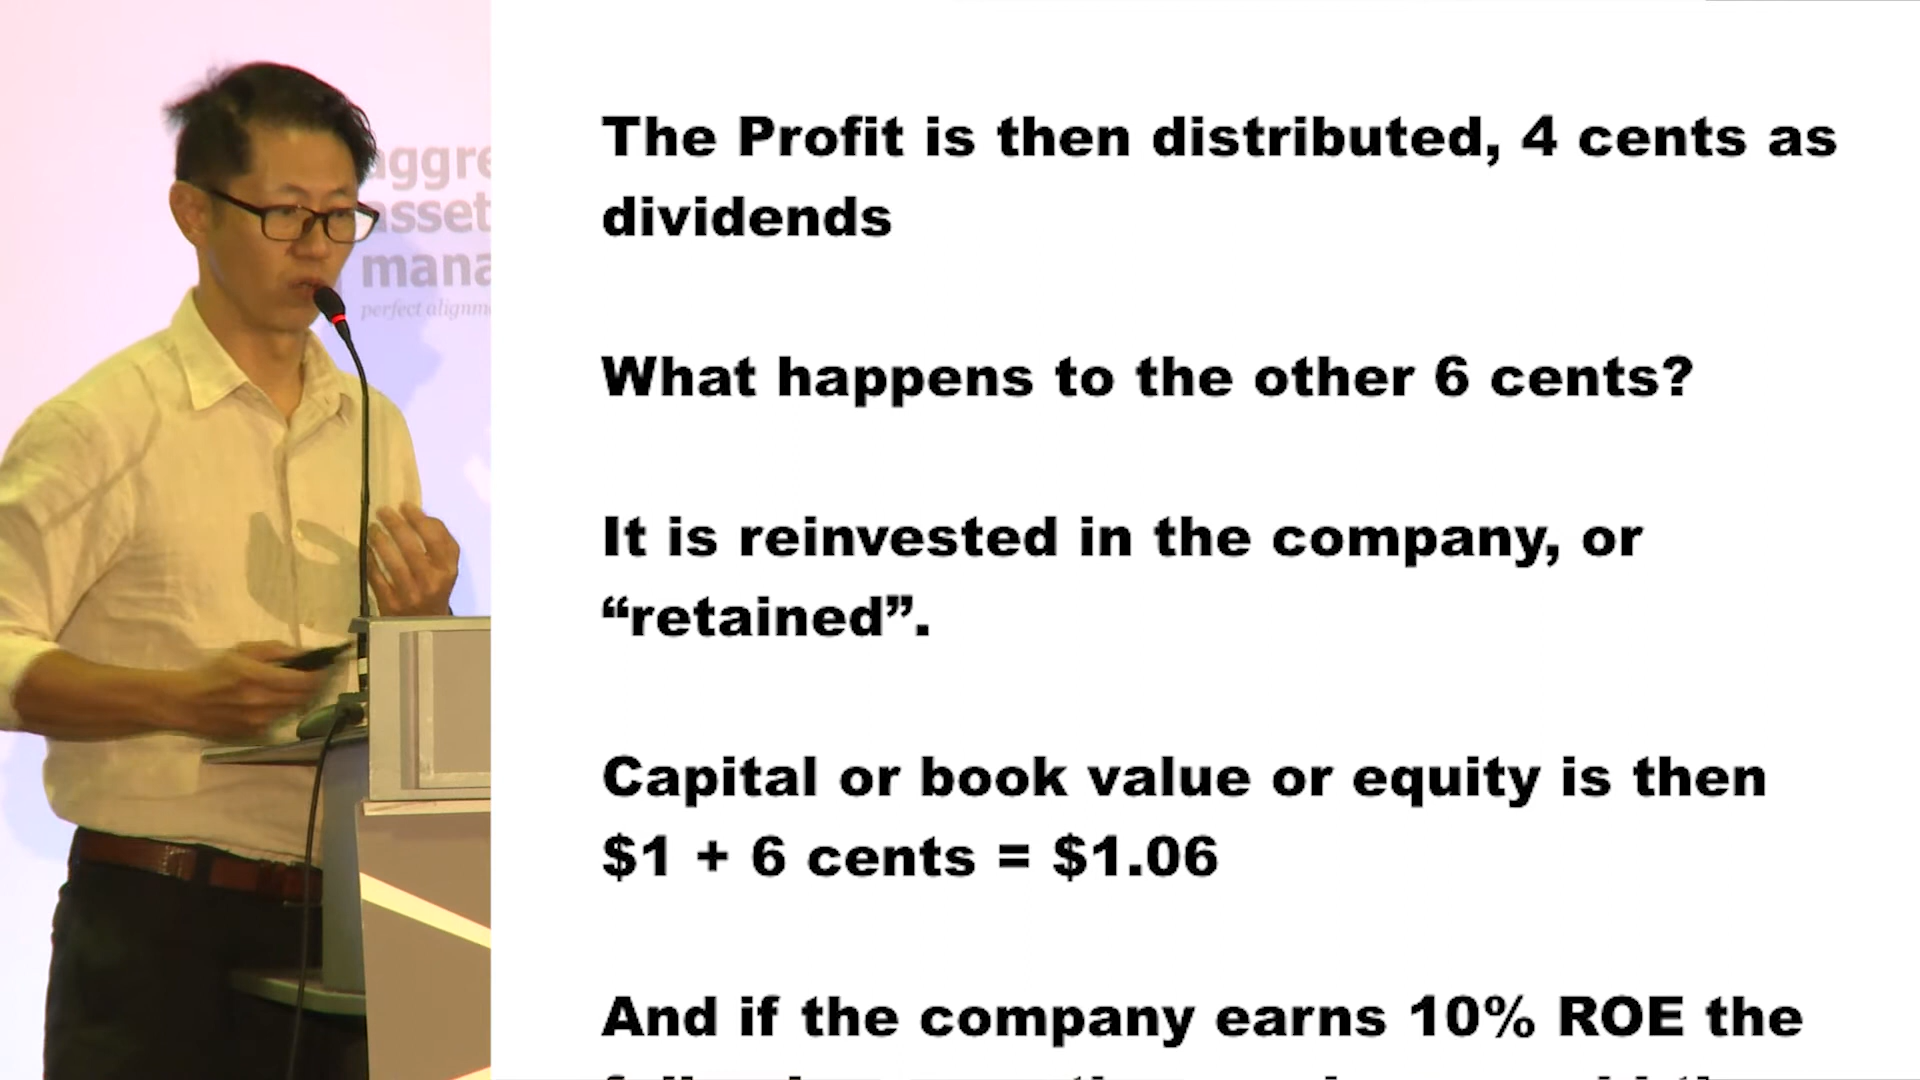 aggre
asset
mana
perfect alignm
The Profit is then distributed, 4 cents as
dividends
What happens to the other 6 cents?
It is reinvested in the company, or
“retained”.
Capital or book value or equity is then
$1 + 6 cents = $1.06
And if the company earns 10% ROE the